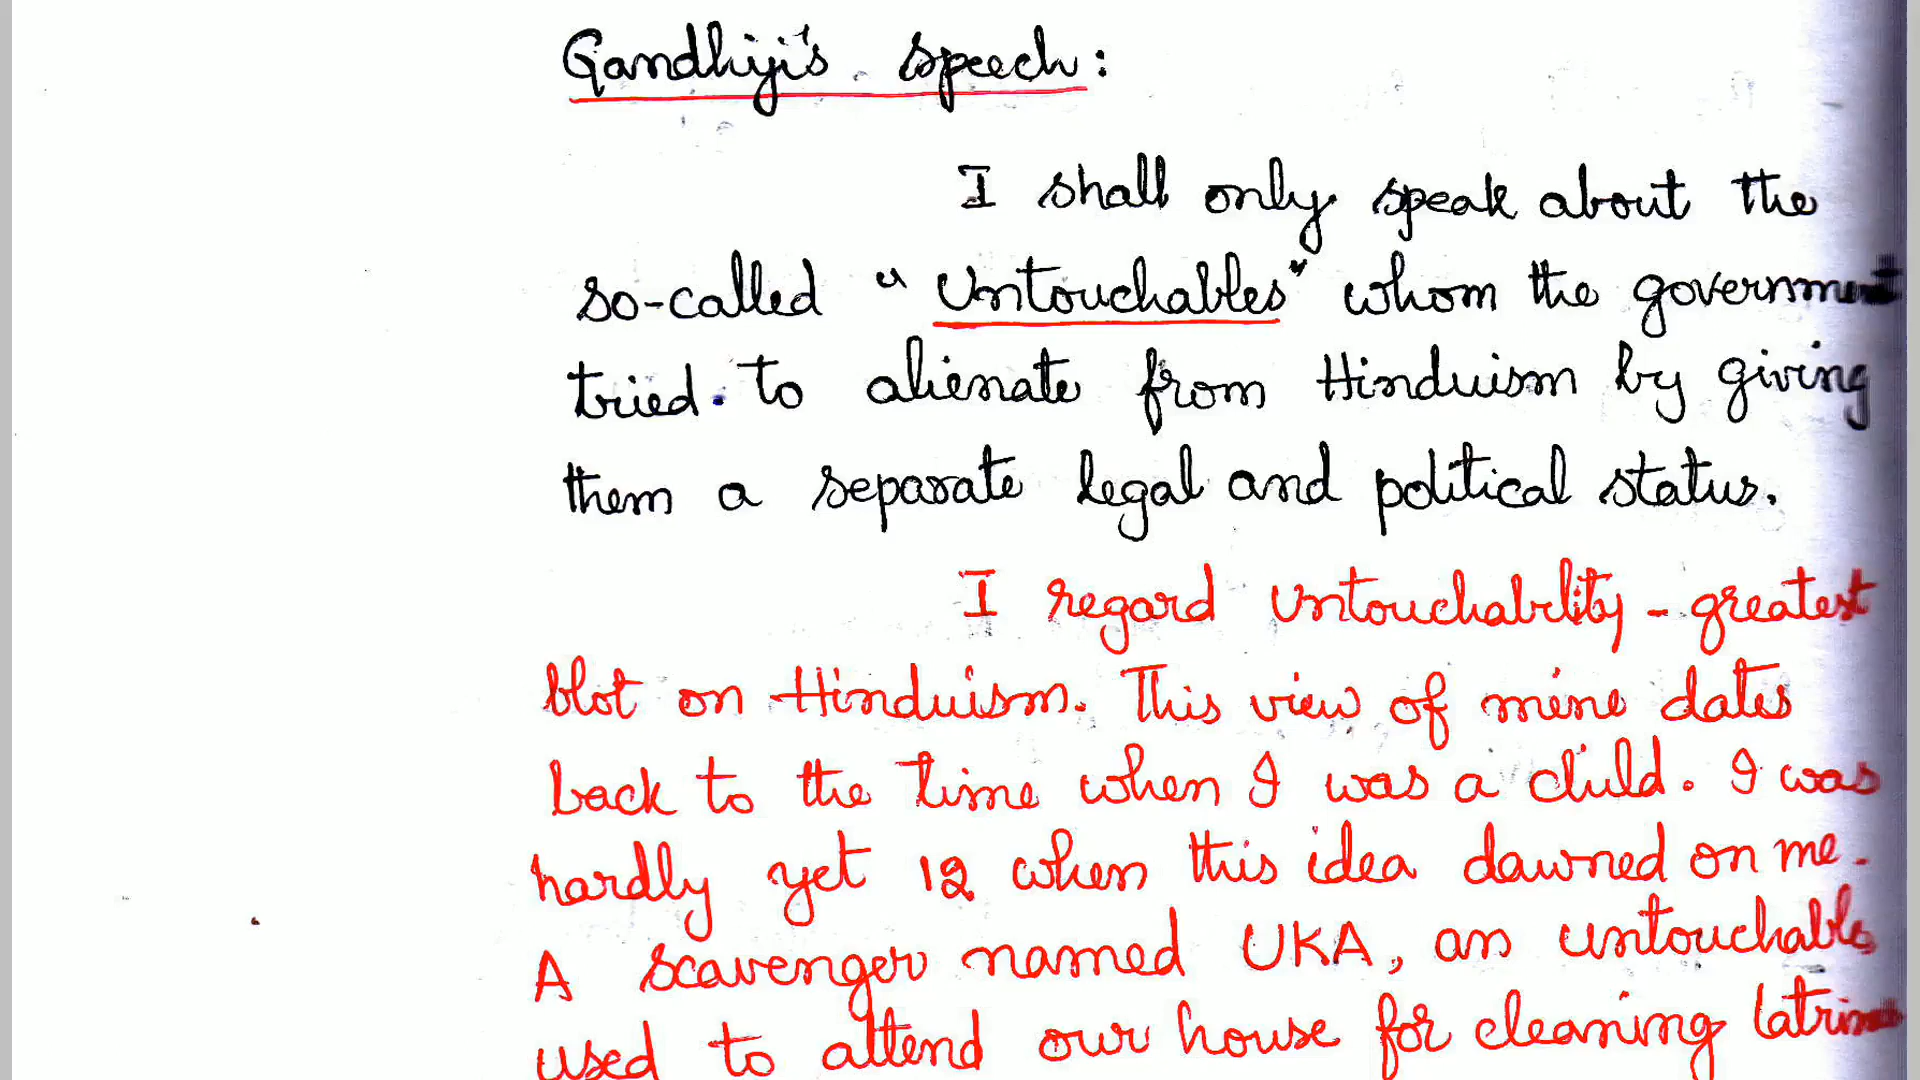 Gandhiji's speech:
I shall only speak about the
so-called "Untouchables" whom the government
tried to alienate from Hinduism by giving
them a separate legal and political status.
I regard untouchability - greatest
blot on Hinduism. This view of mine dates
back to the time when I was a child. I was
hardly yet 12 when this idea dawned on me.
A scavenger named UKA, an untouchable
used to attend our house for cleaning latrines